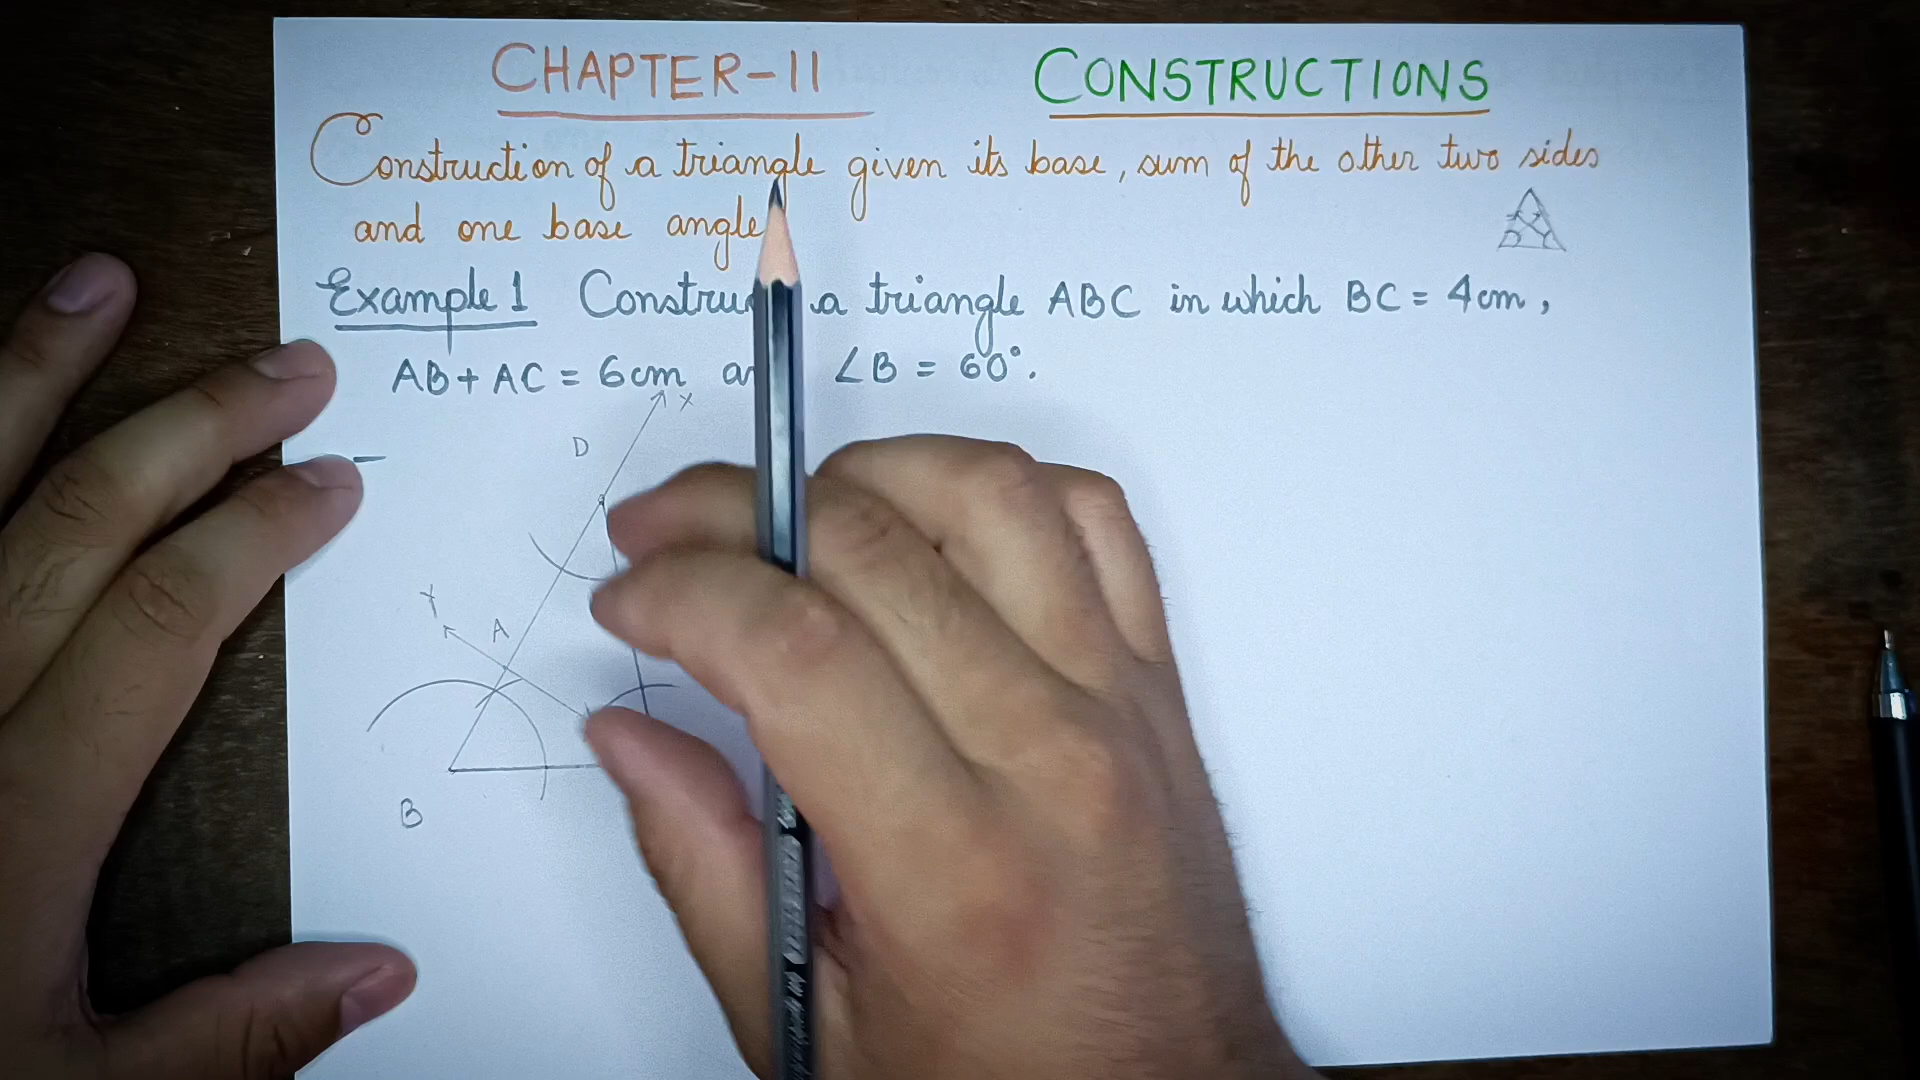 CHAPTER-11 CONSTRUCTIONS
Construction of a triangle given its base, sum of the other two sides
and one base angle
Example 1 a triangle ABC in which BC = 4cm,
AB + AC = 6cm ∠B = 60°.
X
D
Y
A
B